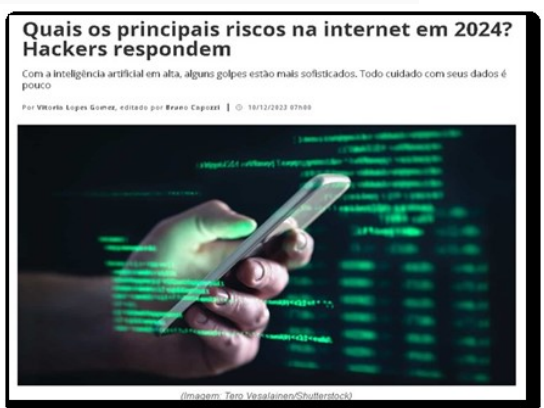 Quais os principais riscos na internet em 2024?
Hackers respondem
Com a inteligência artificial em alta, alguns golpes estão mais sofisticados. Todo cuidado com seus dados é
pouco
Por Vitoria Lopes Gomez, editado por Bruno Capozzi | 10/12/2023 07h00
(Imagem: Tero Vesalainen/Shutterstock)